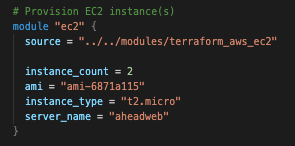 # Provision EC2 instance(s)
module "ec2" {
  source = "../../modules/terraform_aws_ec2"

  instance_count = 2
  ami = "ami-6871a115"
  instance_type = "t2.micro"
  server_name = "aheadweb"
}